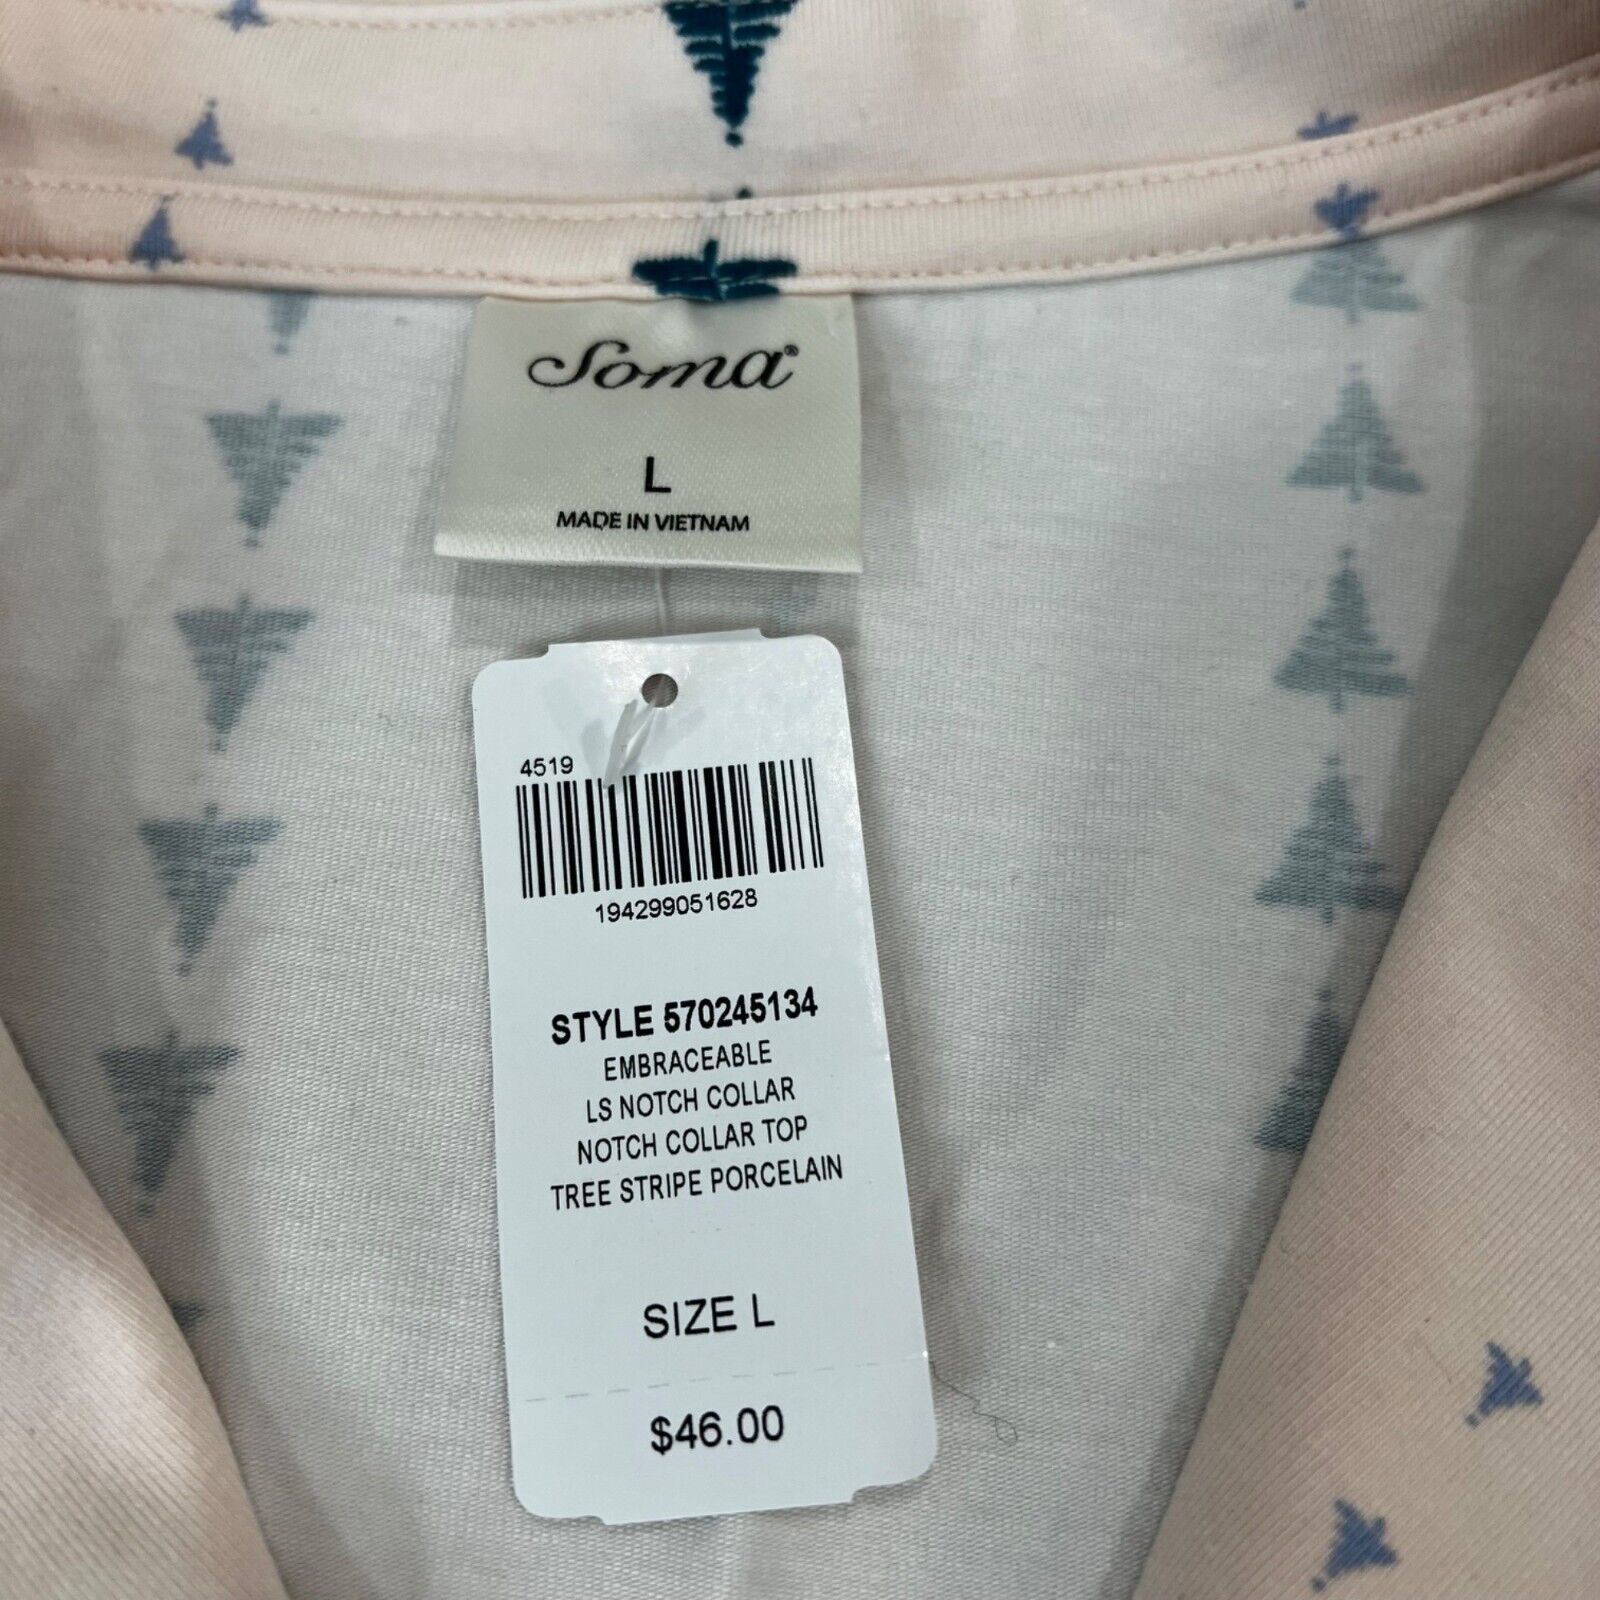 Soma®
L
MADE IN VIETNAM
4519
194299051628
STYLE 570245134
EMBRACEABLE
LS NOTCH COLLAR
NOTCH COLLAR TOP
TREE STRIPE PORCELAIN
SIZE L
$46.00